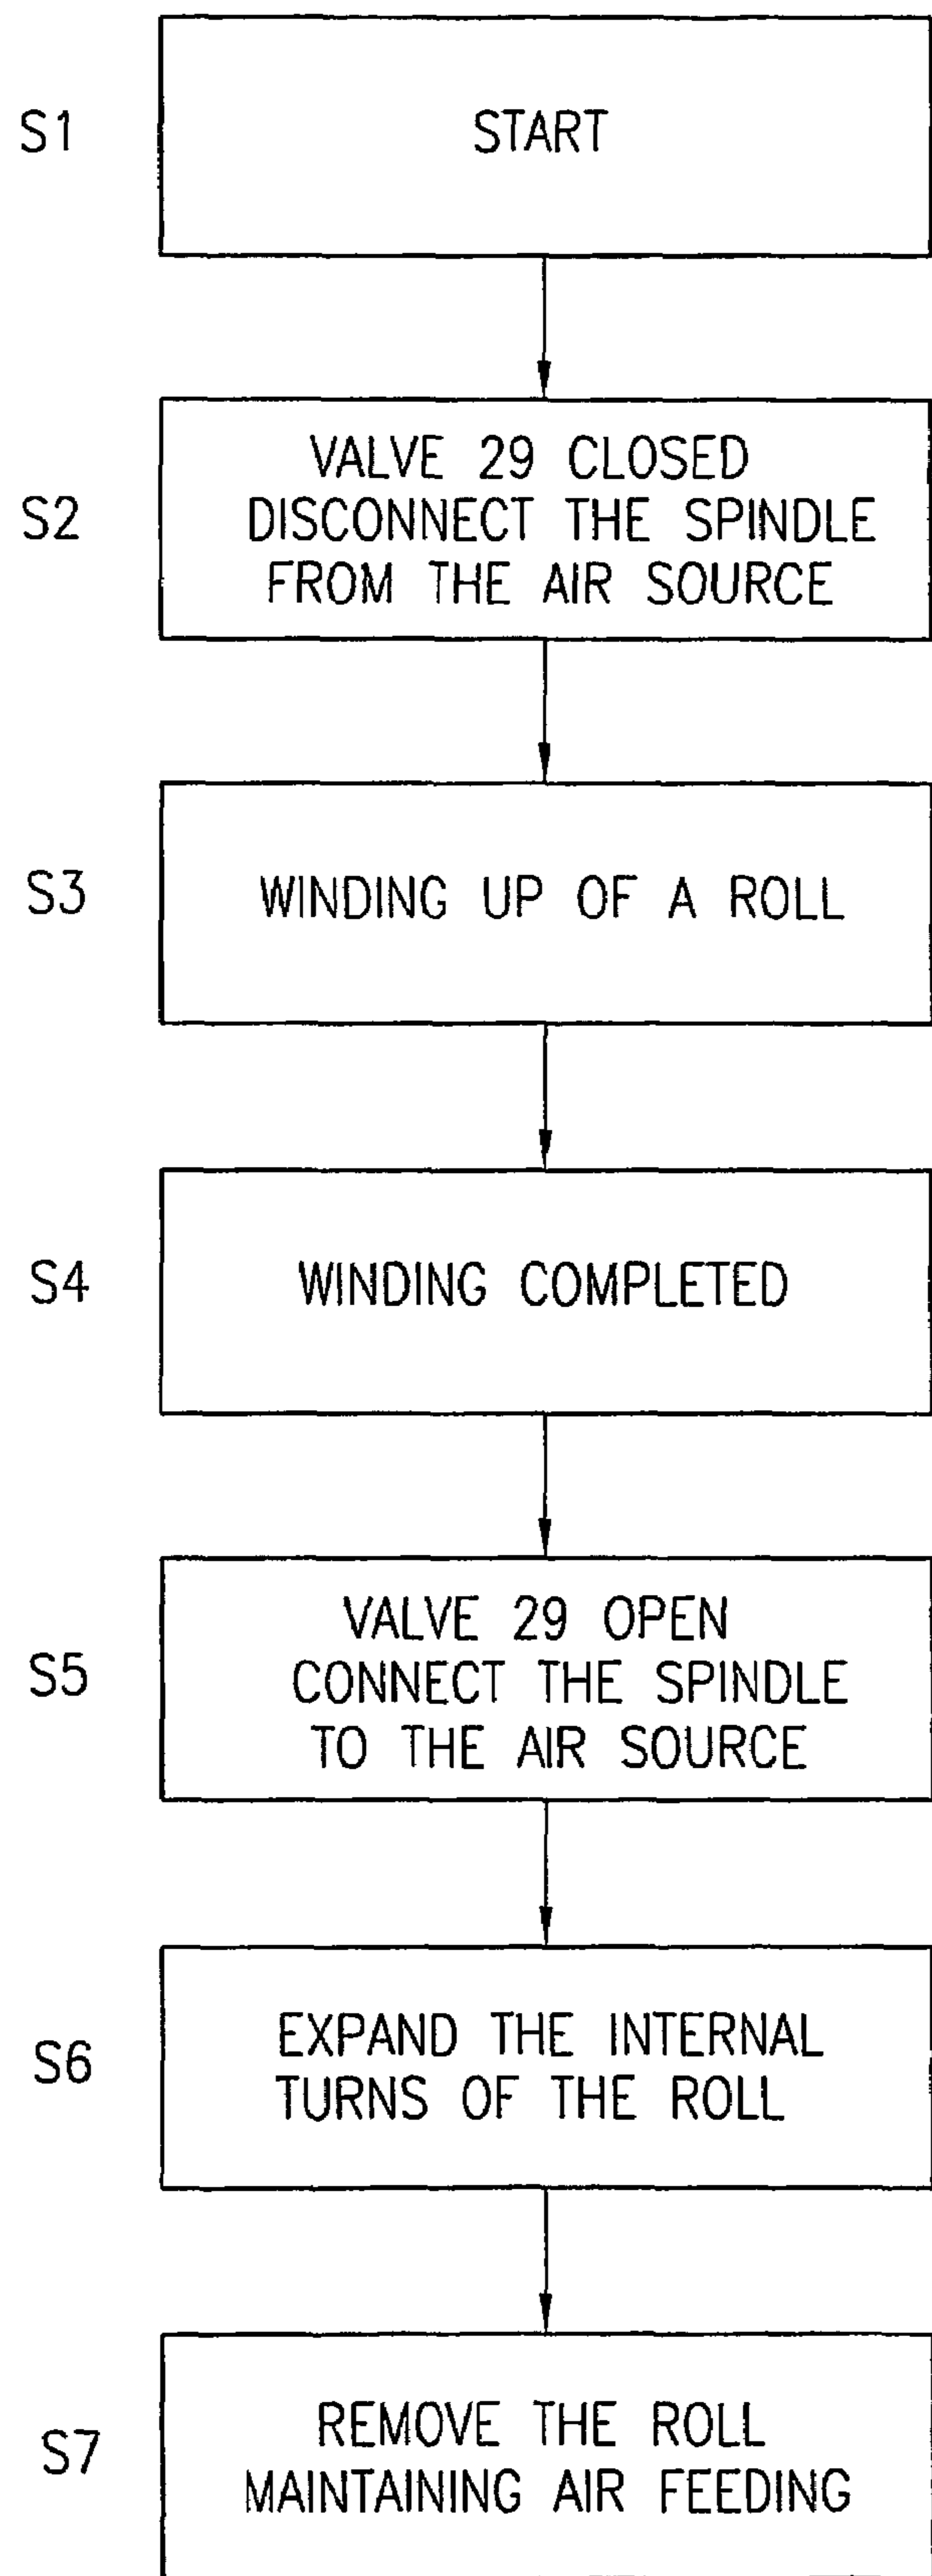 S1
START
S2
VALVE 29 CLOSED
DISCONNECT THE SPINDLE
FROM THE AIR SOURCE
S3
WINDING UP OF A ROLL
S4
WINDING COMPLETED
S5
VALVE 29 OPEN
CONNECT THE SPINDLE
TO THE AIR SOURCE
S6
EXPAND THE INTERNAL
TURNS OF THE ROLL
S7
REMOVE THE ROLL
MAINTAINING AIR FEEDING